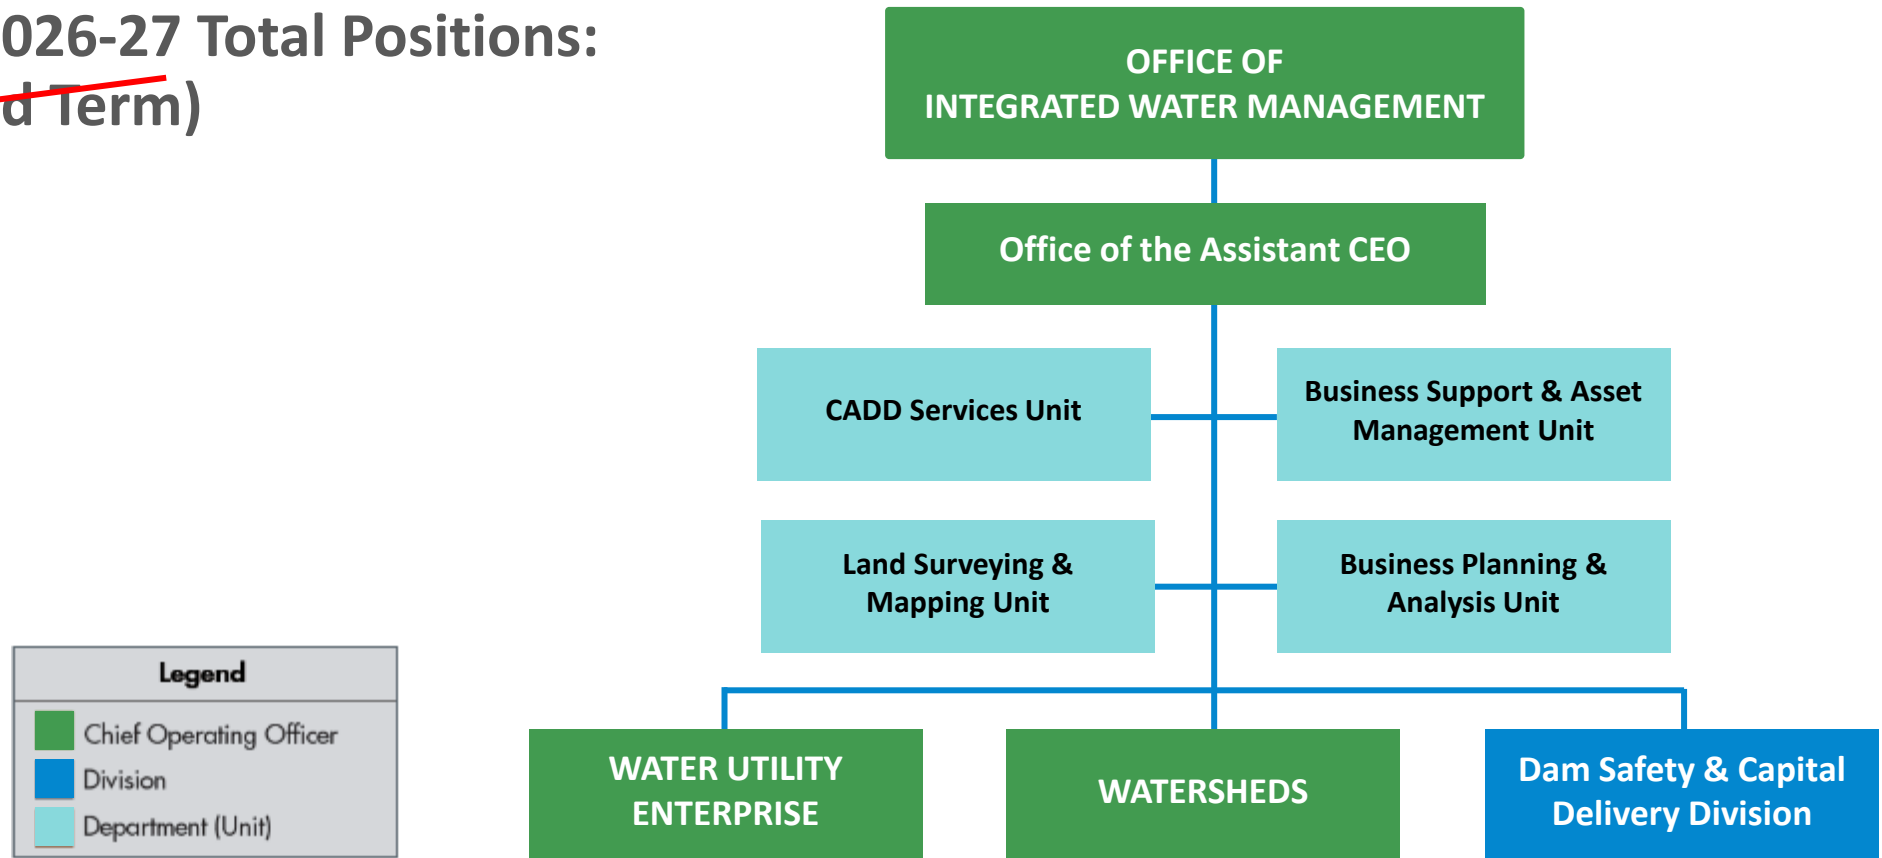 026-27 Total Positions:
d Term)
OFFICE OF
INTEGRATED WATER MANAGEMENT
Office of the Assistant CEO
CADD Services Unit
Business Support & Asset
Management Unit
Land Surveying &
Mapping Unit
Business Planning &
Analysis Unit
Legend
Chief Operating Officer
Division
Department (Unit)
WATER UTILITY
ENTERPRISE
WATERSHEDS
Dam Safety & Capital
Delivery Division